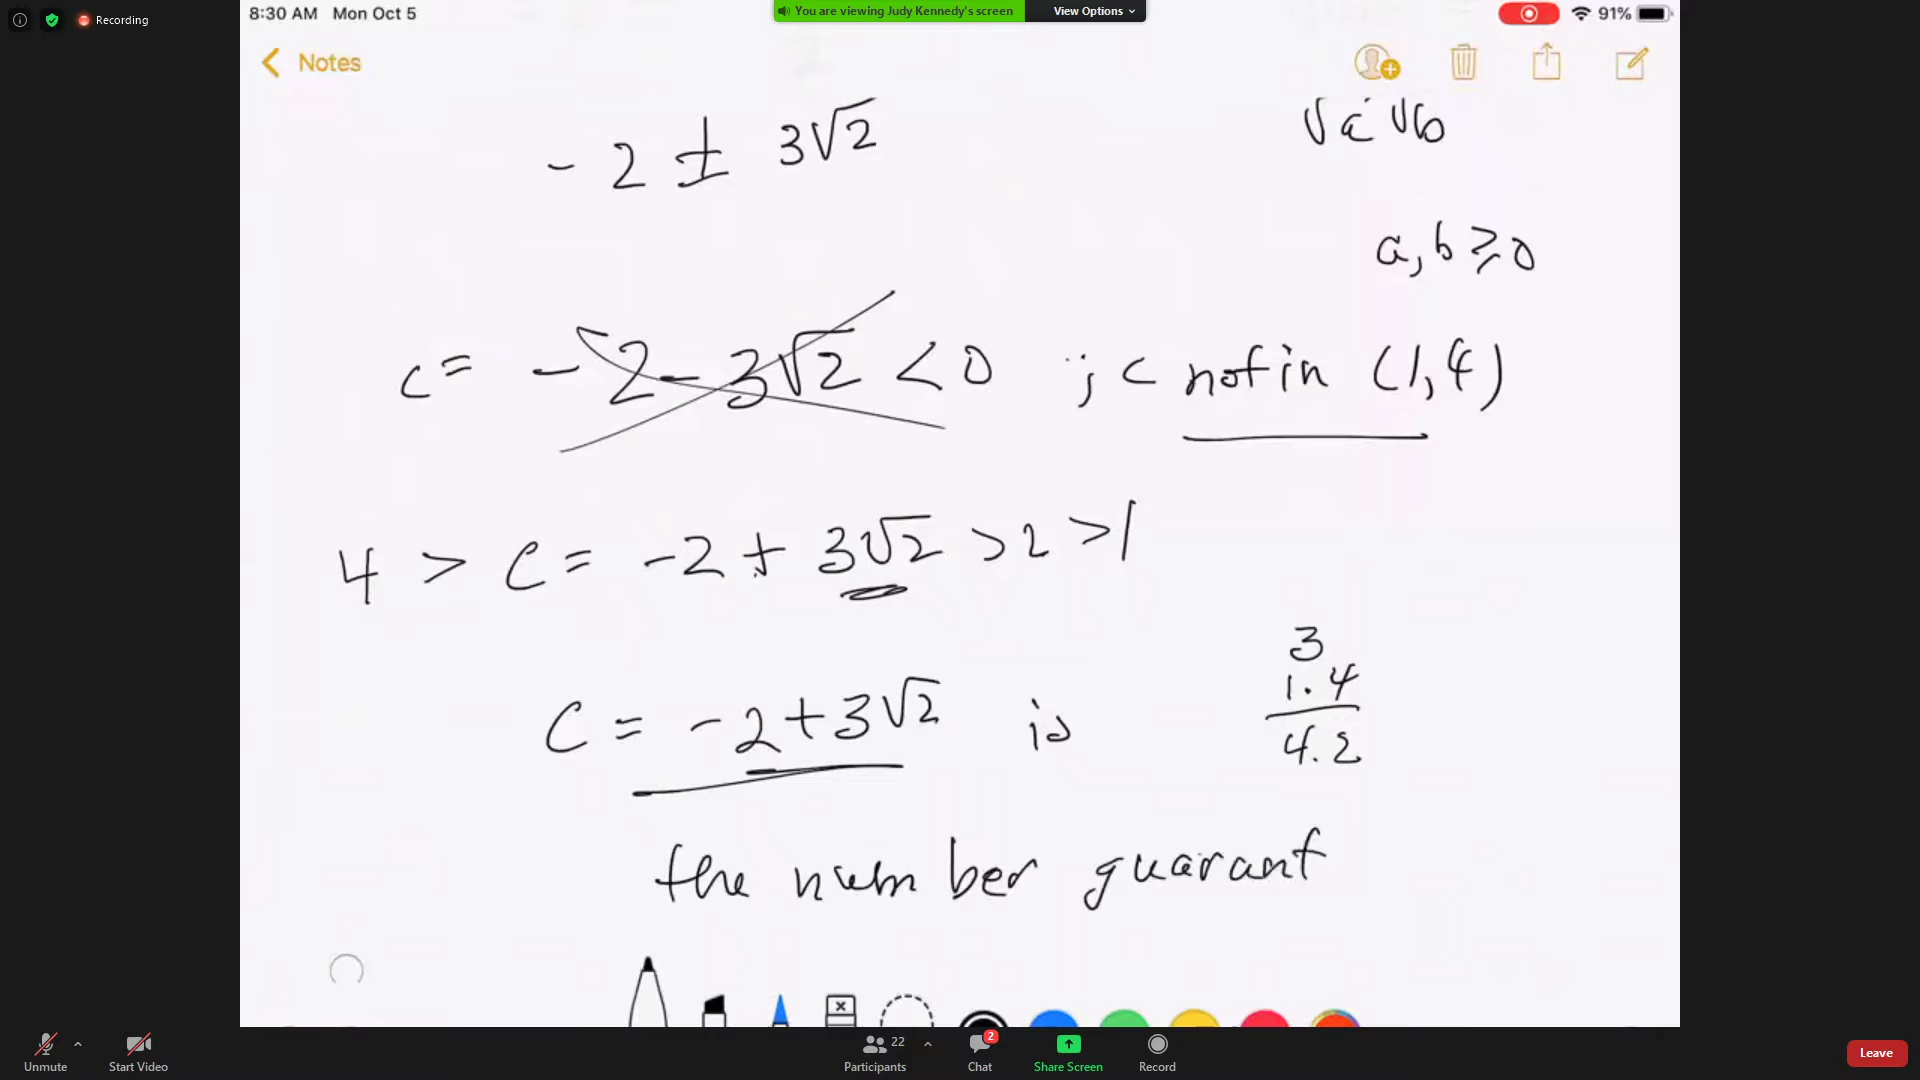 Recording
8:30 AM Mon Oct 5
You are viewing Judy Kennedy's screen
View Options
91%
Notes
- 2 ± 3√2
√a √b
a, b ≥ 0
c = -2 - 3√2 < 0 ; c not in (1,4)
4 > c = -2 + 3√2 > 2 > 1
3
1.4
4.2
C = -2+3√2 is
the number guarant
Unmute
Start Video
22
Participants
2
Chat
Share Screen
Record
Leave